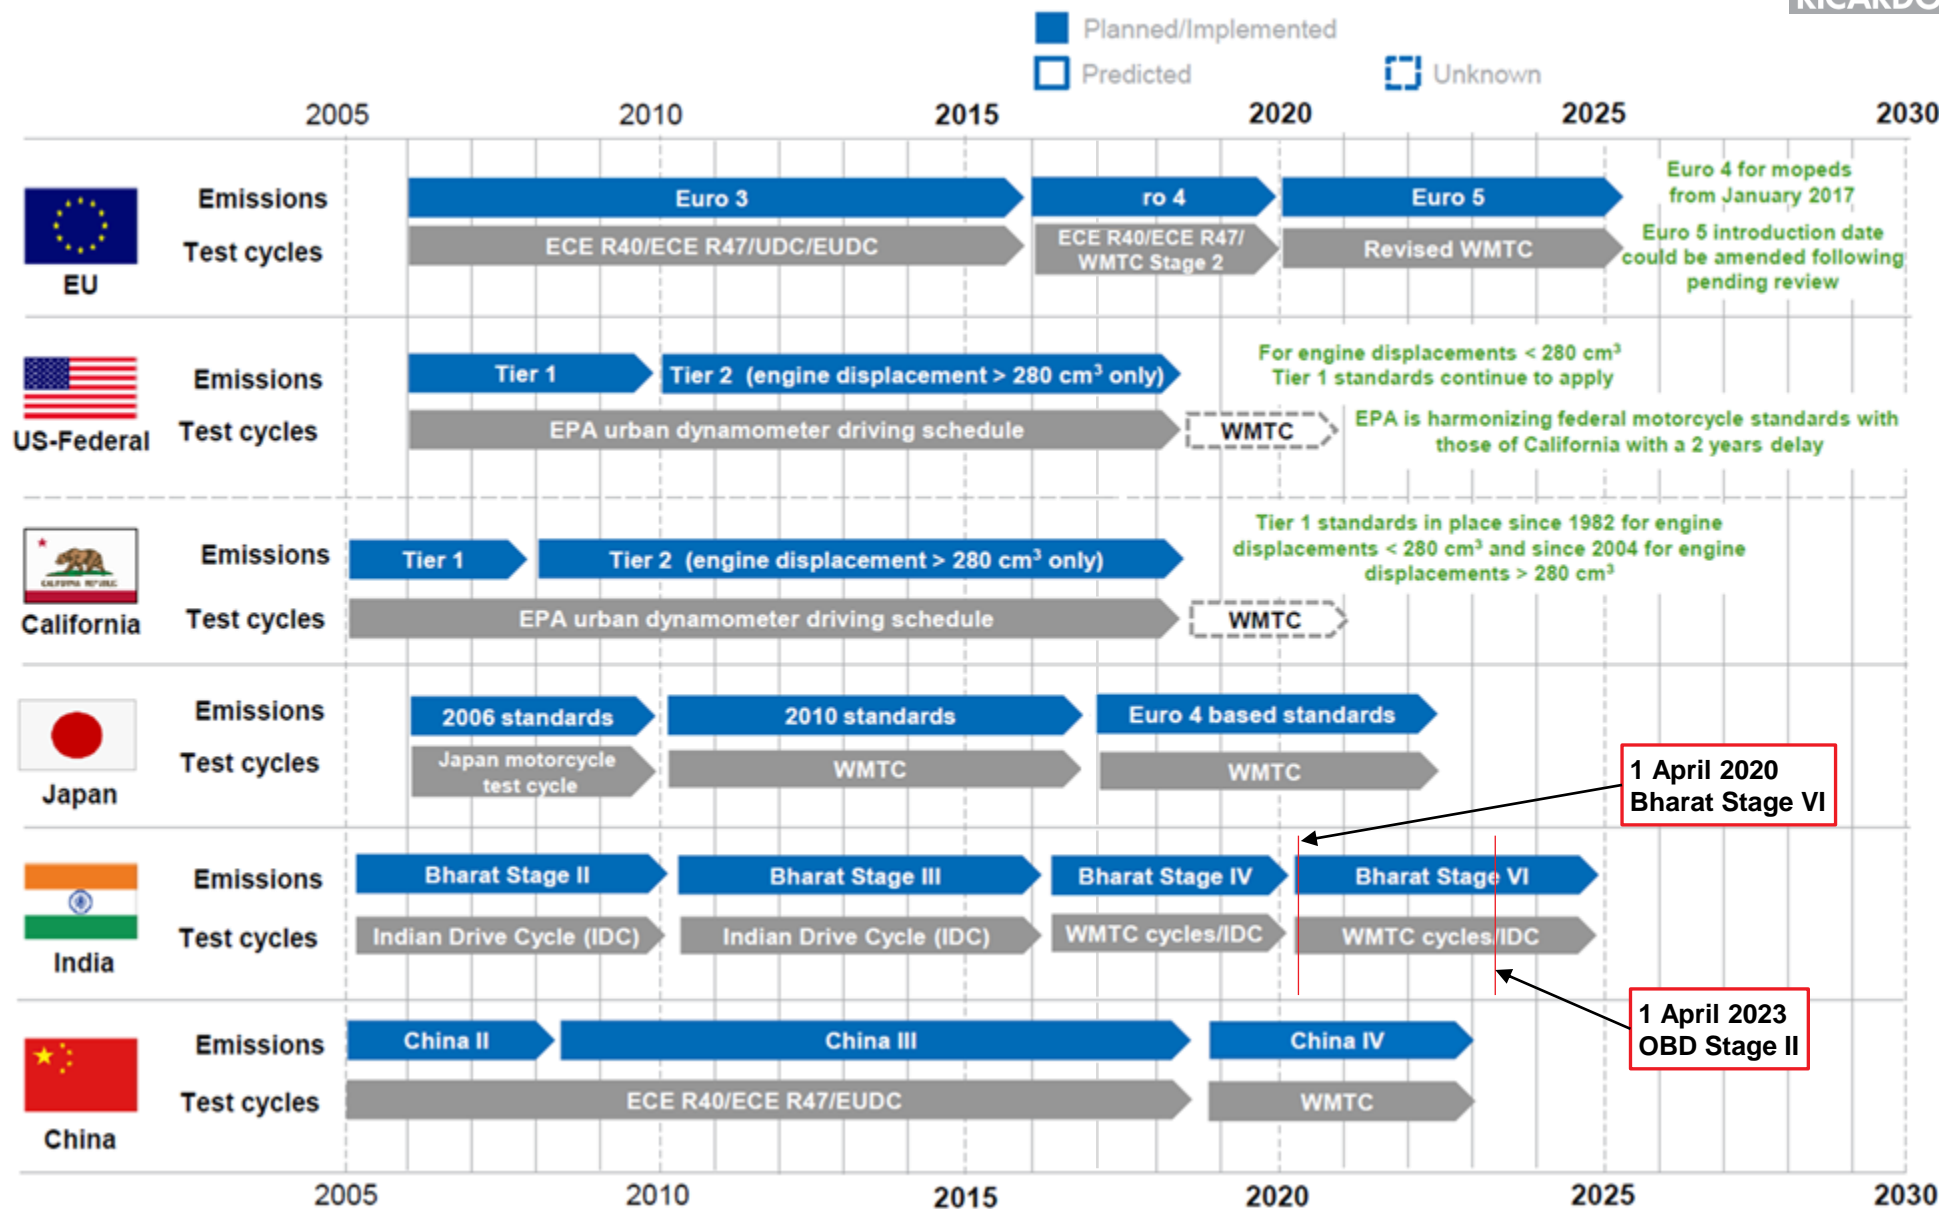 RICARDO
Planned/Implemented
Predicted
Unknown
2005 2010 2015 2020 2025 2030
Emissions
Euro 3
ro 4
Euro 5
Test cycles
ECE R40/ECE R47/UDC/EUDC
ECE R40/ECE R47/
WMTC Stage 2
Revised WMTC
EU
Euro 4 for mopeds
from January 2017
Euro 5 introduction date
could be amended following
pending review
Emissions
Tier 1
Tier 2 (engine displacement > 280 cm³ only)
For engine displacements < 280 cm³
Tier 1 standards continue to apply
US-Federal
Test cycles
EPA urban dynamometer driving schedule
WMTC
EPA is harmonizing federal motorcycle standards with
those of California with a 2 years delay
CALIFORNIA REPUBLIC
Emissions
Tier 1
Tier 2 (engine displacement > 280 cm³ only)
Tier 1 standards in place since 1982 for engine
displacements < 280 cm³ and since 2004 for engine
displacements > 280 cm³
California
Test cycles
EPA urban dynamometer driving schedule
WMTC
Emissions
2006 standards
2010 standards
Euro 4 based standards
Test cycles
Japan motorcycle
test cycle
WMTC
WMTC
Japan
1 April 2020
Bharat Stage VI
Emissions
Bharat Stage II
Bharat Stage III
Bharat Stage IV
Bharat Stage VI
Test cycles
Indian Drive Cycle (IDC)
Indian Drive Cycle (IDC)
WMTC cycles/IDC
WMTC cycles/IDC
India
1 April 2023
OBD Stage II
Emissions
China II
China III
China IV
Test cycles
ECE R40/ECE R47/EUDC
WMTC
China
2005 2010 2015 2020 2025 2030